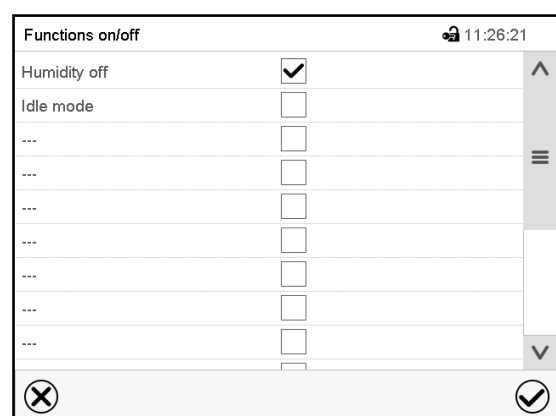 Functions on/off 11:26:21
Humidity off
Idle mode
---
---
---
---
---
---
---